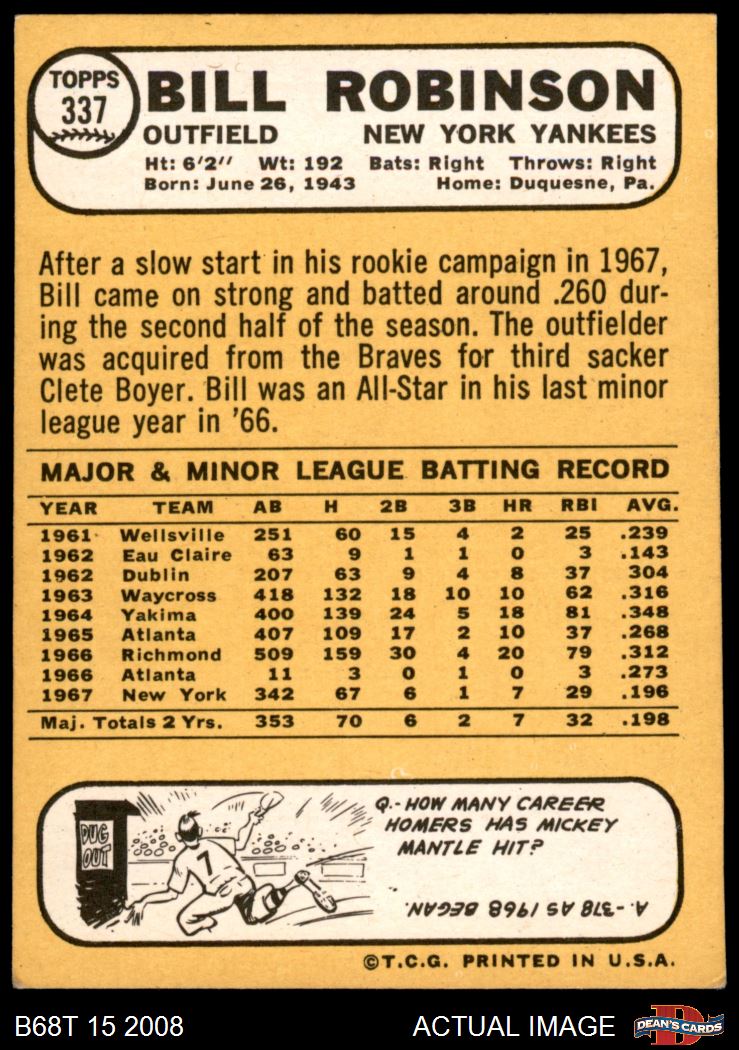 TOPPS
337
BILL ROBINSON
OUTFIELD NEW YORK YANKEES
Ht: 6'2'' Wt: 192 Bats: Right Throws: Right
Born: June 26, 1943 Home: Duquesne, Pa.
After a slow start in his rookie campaign in 1967,
Bill came on strong and batted around .260 dur-
ing the second half of the season. The outfielder
was acquired from the Braves for third sacker
Clete Boyer. Bill was an All-Star in his last minor
league year in '66.
MAJOR & MINOR LEAGUE BATTING RECORD
YEAR TEAM AB H 2B 3B HR RBI AVG.
1961 Wellsville 251 60 15 4 2 25 .239
1962 Eau Claire 63 9 1 1 0 3 .143
1962 Dublin 207 63 9 4 8 37 304
1963 Waycross 418 132 18 10 10 62 .316
1964 Yakima 400 139 24 5 18 81 .348
1965 Atlanta 407 109 17 2 10 37 .268
1966 Richmond 509 159 30 4 20 79 .312
1966 Atlanta 11 3 0 1 0 3 .273
1967 New York 342 67 6 1 7 29 .196
Maj. Totals 2 Yrs. 353 70 6 2 7 32 .198
DUG
OUT
7
Q.-HOW MANY CAREER
HOMERS HAS MICKEY
MANTLE HIT?
A.-378 AS 1968 BEGAN.
©T.C.G. PRINTED IN U.S.A.
B68T 15 2008 ACTUAL IMAGE
D
DEAN'S CARDS